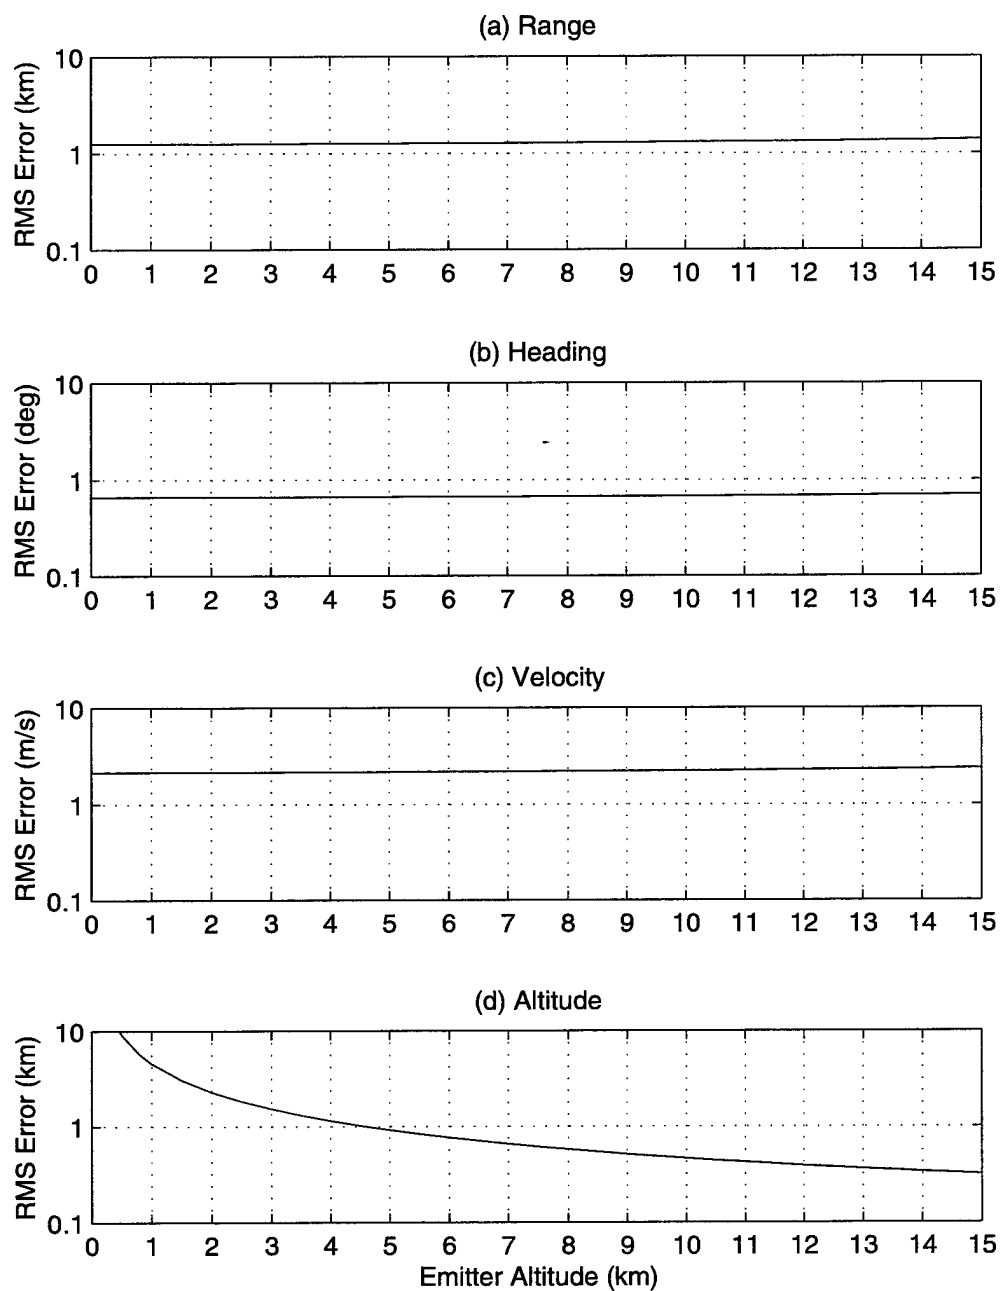 (a) Range
RMS Error (km)
10
1
0.1
0 1 2 3 4 5 6 7 8 9 10 11 12 13 14 15
(b) Heading
RMS Error (deg)
10
1
0.1
0 1 2 3 4 5 6 7 8 9 10 11 12 13 14 15
(c) Velocity
RMS Error (m/s)
10
1
0.1
0 1 2 3 4 5 6 7 8 9 10 11 12 13 14 15
(d) Altitude
RMS Error (km)
10
1
0.1
0 1 2 3 4 5 6 7 8 9 10 11 12 13 14 15
Emitter Altitude (km)